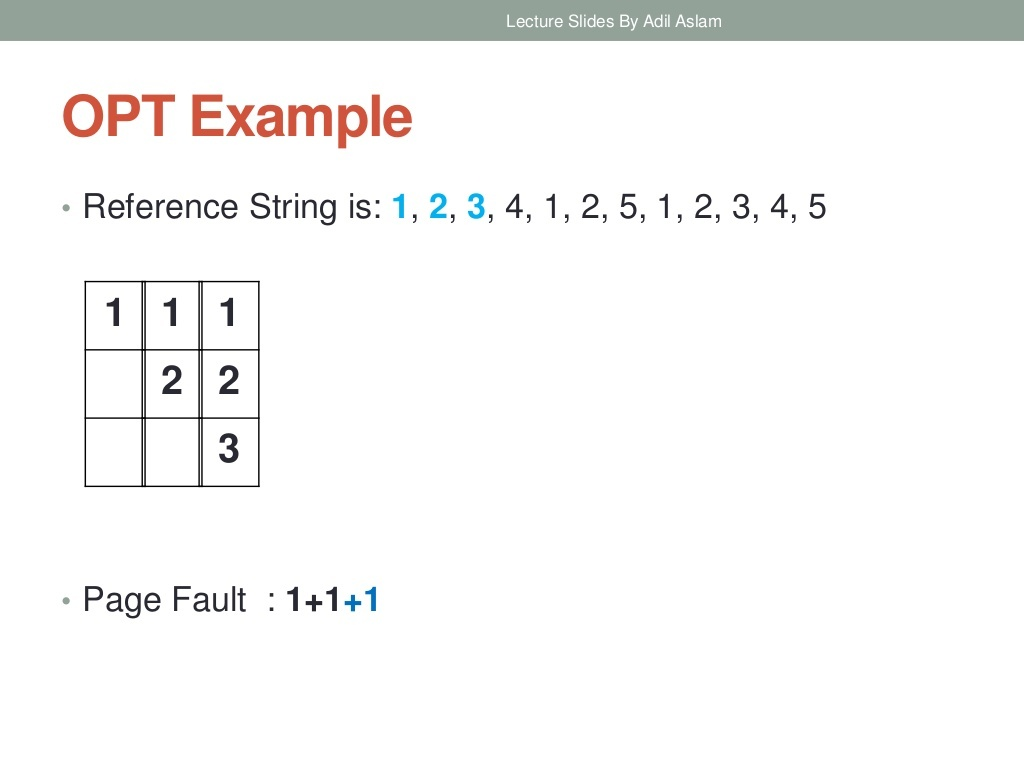 Lecture Slides By Adil Aslam
OPT Example
• Reference String is: 1, 2, 3, 4, 1, 2, 5, 1, 2, 3, 4, 5
1 1 1
2 2
3
• Page Fault : 1+1+1